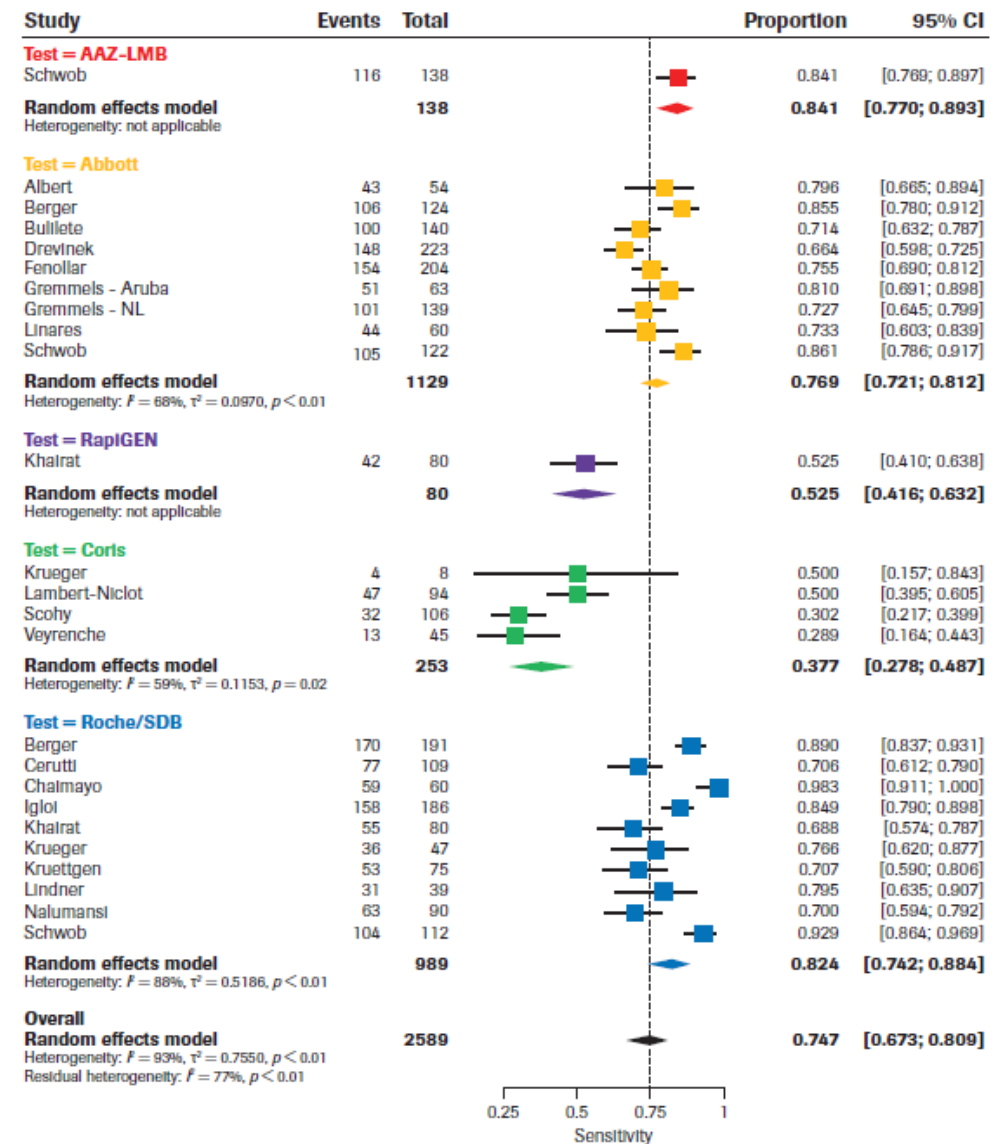 Study Events Total Proportion 95% CI
Test = AAZ-LMB
Schwob 116 138 0.841 [0.769; 0.897]
Random effects model 138 0.841 [0.770; 0.893]
Heterogeneity: not applicable
Test = Abbott
Albert 43 54 0.796 [0.665; 0.894]
Berger 106 124 0.855 [0.780; 0.912]
Bulilete 100 140 0.714 [0.632; 0.787]
Drevinek 148 223 0.664 [0.598; 0.725]
Fenollar 154 204 0.755 [0.690; 0.812]
Gremmels - Aruba 51 63 0.810 [0.691; 0.898]
Gremmels - NL 101 139 0.727 [0.645; 0.799]
Linares 44 60 0.733 [0.603; 0.839]
Schwob 105 122 0.861 [0.786; 0.917]
Random effects model 1129 0.769 [0.721; 0.812]
Heterogeneity: I² = 68%, τ² = 0.0970, p < 0.01
Test = RapiGEN
Khairat 42 80 0.525 [0.410; 0.638]
Random effects model 80 0.525 [0.416; 0.632]
Heterogeneity: not applicable
Test = Coris
Krueger 4 8 0.500 [0.157; 0.843]
Lambert-Niclot 47 94 0.500 [0.395; 0.605]
Scohy 32 106 0.302 [0.217; 0.399]
Veyrenche 13 45 0.289 [0.164; 0.443]
Random effects model 253 0.377 [0.278; 0.487]
Heterogeneity: I² = 59%, τ² = 0.1153, p = 0.02
Test = Roche/SDB
Berger 170 191 0.890 [0.837; 0.931]
Cerutti 77 109 0.706 [0.612; 0.790]
Chaimayo 59 60 0.983 [0.911; 1.000]
Igloi 158 186 0.849 [0.790; 0.898]
Khairat 55 80 0.688 [0.574; 0.787]
Krueger 36 47 0.766 [0.620; 0.877]
Kruettgen 53 75 0.707 [0.590; 0.806]
Lindner 31 39 0.795 [0.635; 0.907]
Nalumansi 63 90 0.700 [0.594; 0.792]
Schwob 104 112 0.929 [0.864; 0.969]
Random effects model 989 0.824 [0.742; 0.884]
Heterogeneity: I² = 88%, τ² = 0.5186, p < 0.01
Overall
Random effects model 2589 0.747 [0.673; 0.809]
Heterogeneity: I² = 93%, τ² = 0.7550, p < 0.01
Residual heterogeneity: I² = 77%, p < 0.01
0.25 0.5 0.75 1
Sensitivity